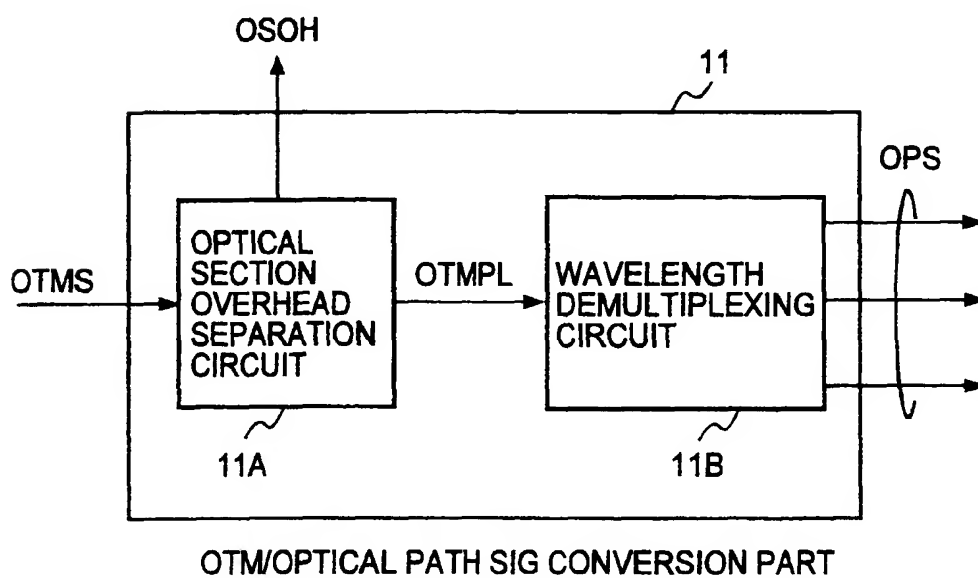 OSOH
11
OPS
OPTICAL
SECTION
OVERHEAD
SEPARATION
CIRCUIT
OTMS
OTMPL
WAVELENGTH
DEMULTIPLEXING
CIRCUIT
11A
11B
OTM/OPTICAL PATH SIG CONVERSION PART